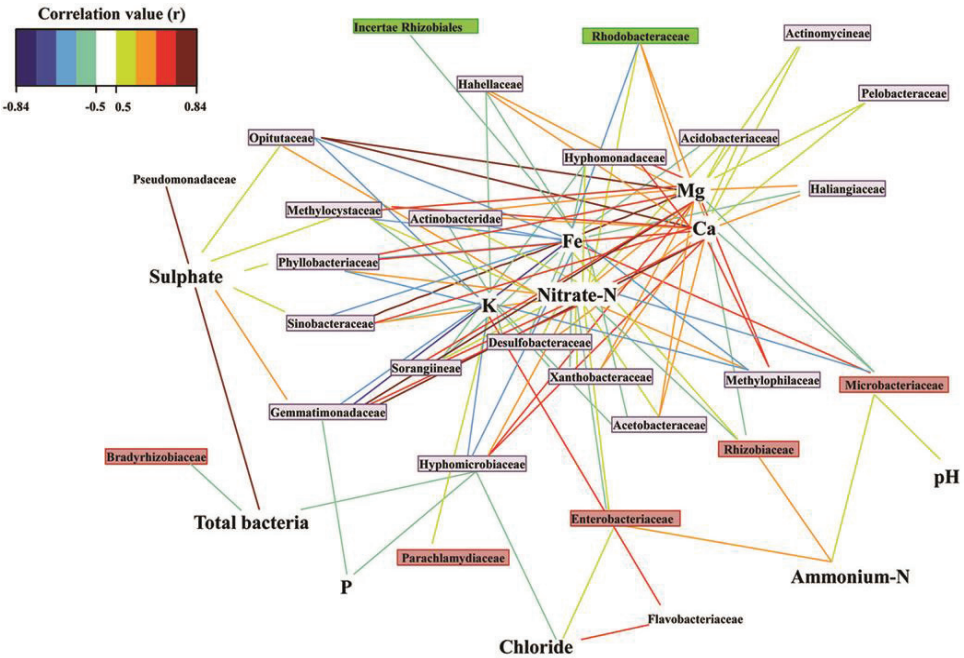 Correlation value (r)
-0.84 -0.5 0.5 0.84
Incertae Rhizobiales
Rhodobacteraceae
Actinomycineae
Hahellaceae
Pelobacteraceae
Opitutaceae
Acidobacteriaceae
Hyphomonadaceae
Pseudomonadaceae
Mg
Haliangiaceae
Methylocystaceae
Actinobacteridae
Ca
Fe
Phyllobacteriaceae
Sulphate
Nitrate-N
K
Sinobacteraceae
Desulfobacteraceae
Sorangiineae
Xanthobacteraceae
Methylophilaceae
Microbacteriaceae
Gemmatimonadaceae
Acetobacteraceae
Rhizobiaceae
Bradyrhizobiaceae
Hyphomicrobiaceae
pH
Total bacteria
Enterobacteriaceae
Parachlamydiaceae
Ammonium-N
P
Flavobacteriaceae
Chloride